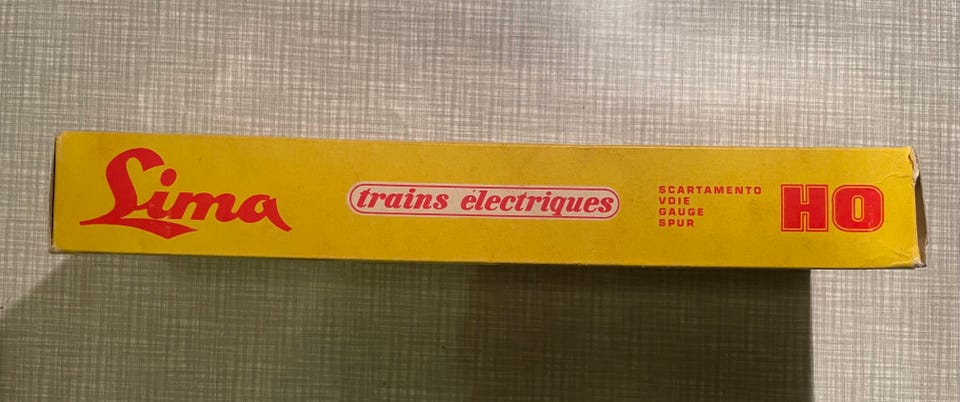 Lima
trains électriques
SCARTAMENTO
VOIE
GAUGE
SPUR
HO